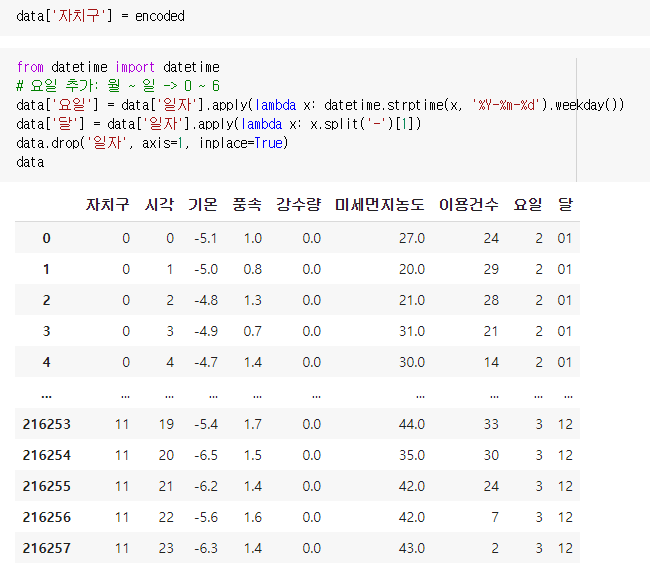 data['자치구'] = encoded
from datetime import datetime
# 요일 추가: 월 ~ 일 -> 0 ~ 6
data['요일'] = data['일자'].apply(lambda x: datetime.strptime(x, '%Y-%m-%d').weekday())
data['달'] = data['일자'].apply(lambda x: x.split('-')[1])
data.drop('일자', axis=1, inplace=True)
data
자치구 시각 기온 풍속 강수량 미세먼지농도 이용건수 요일 달
0 0 0 -5.1 1.0 0.0 27.0 24 2 01
1 0 1 -5.0 0.8 0.0 20.0 29 2 01
2 0 2 -4.8 1.3 0.0 21.0 28 2 01
3 0 3 -4.9 0.7 0.0 31.0 21 2 01
4 0 4 -4.7 1.4 0.0 30.0 14 2 01
... ... ... ... ... ... ... ... ... ...
216253 11 19 -5.4 1.7 0.0 44.0 33 3 12
216254 11 20 -6.5 1.5 0.0 35.0 30 3 12
216255 11 21 -6.2 1.4 0.0 42.0 24 3 12
216256 11 22 -5.6 1.6 0.0 42.0 7 3 12
216257 11 23 -6.3 1.4 0.0 43.0 2 3 12